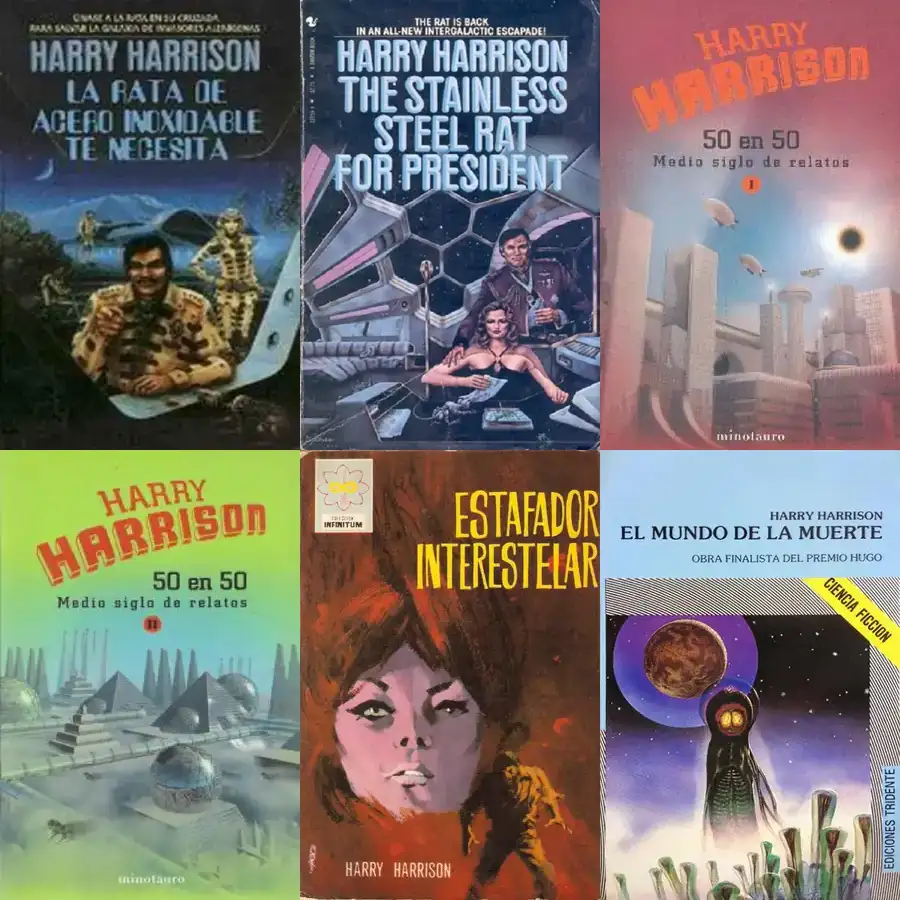 ÚNASE A LA RATA EN SU CRUZADA
PARA SALVAR LA GALAXIA DE INVASORES ALIENÍGENAS
HARRY HARRISON
LA RATA DE
ACERO INOXIDABLE
TE NECESITA
THE RAT IS BACK
IN AN ALL-NEW INTERGALACTIC ESCAPADE!
HARRY HARRISON
THE STAINLESS
STEEL RAT
FOR PRESIDENT
HARRY
HARRISON
50 en 50
Medio siglo de relatos
I
minotauro
HARRY
HARRISON
50 en 50
Medio siglo de relatos
II
minotauro
INFINITUM
ESTAFADOR
INTERESTELAR
HARRY HARRISON
HARRY HARRISON
EL MUNDO DE LA MUERTE
OBRA FINALISTA DEL PREMIO HUGO
CIENCIA FICCION
EDICIONES TRIDENTE